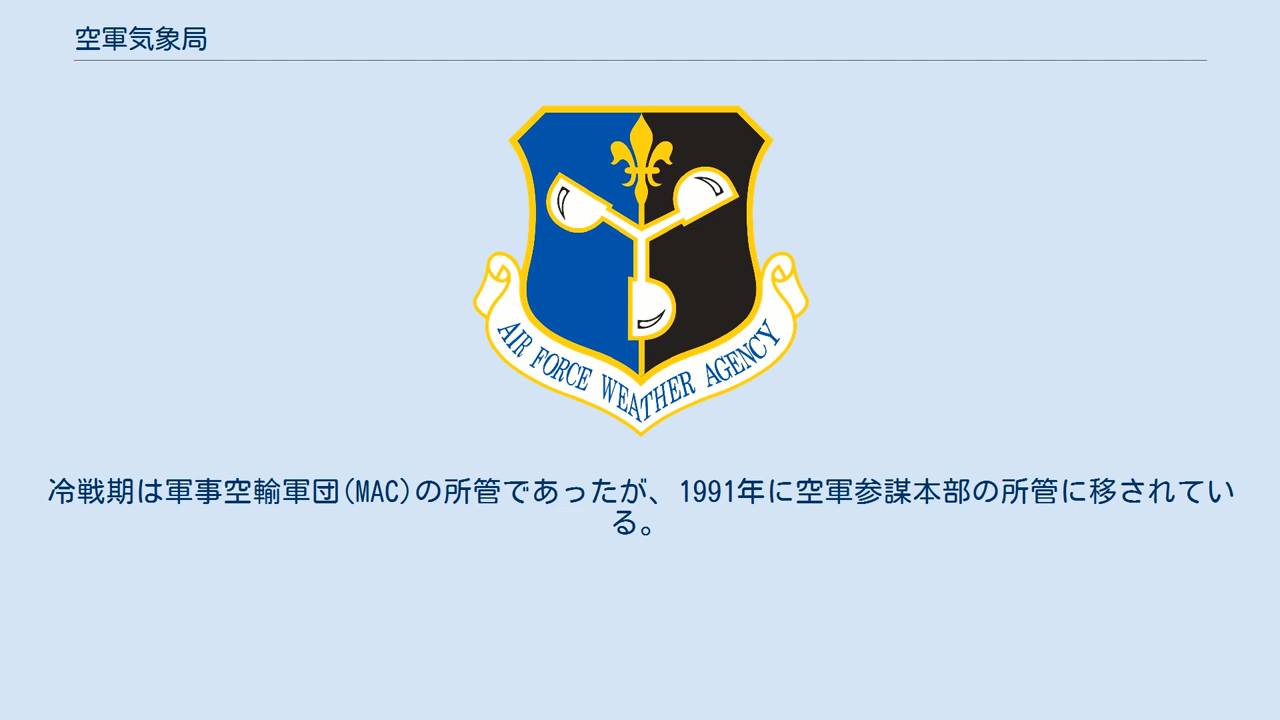 空軍気象局
AIR FORCE WEATHER AGENCY
冷戦期は軍事空輸軍団(MAC)の所管であったが、1991年に空軍参謀本部の所管に移されてい
る。